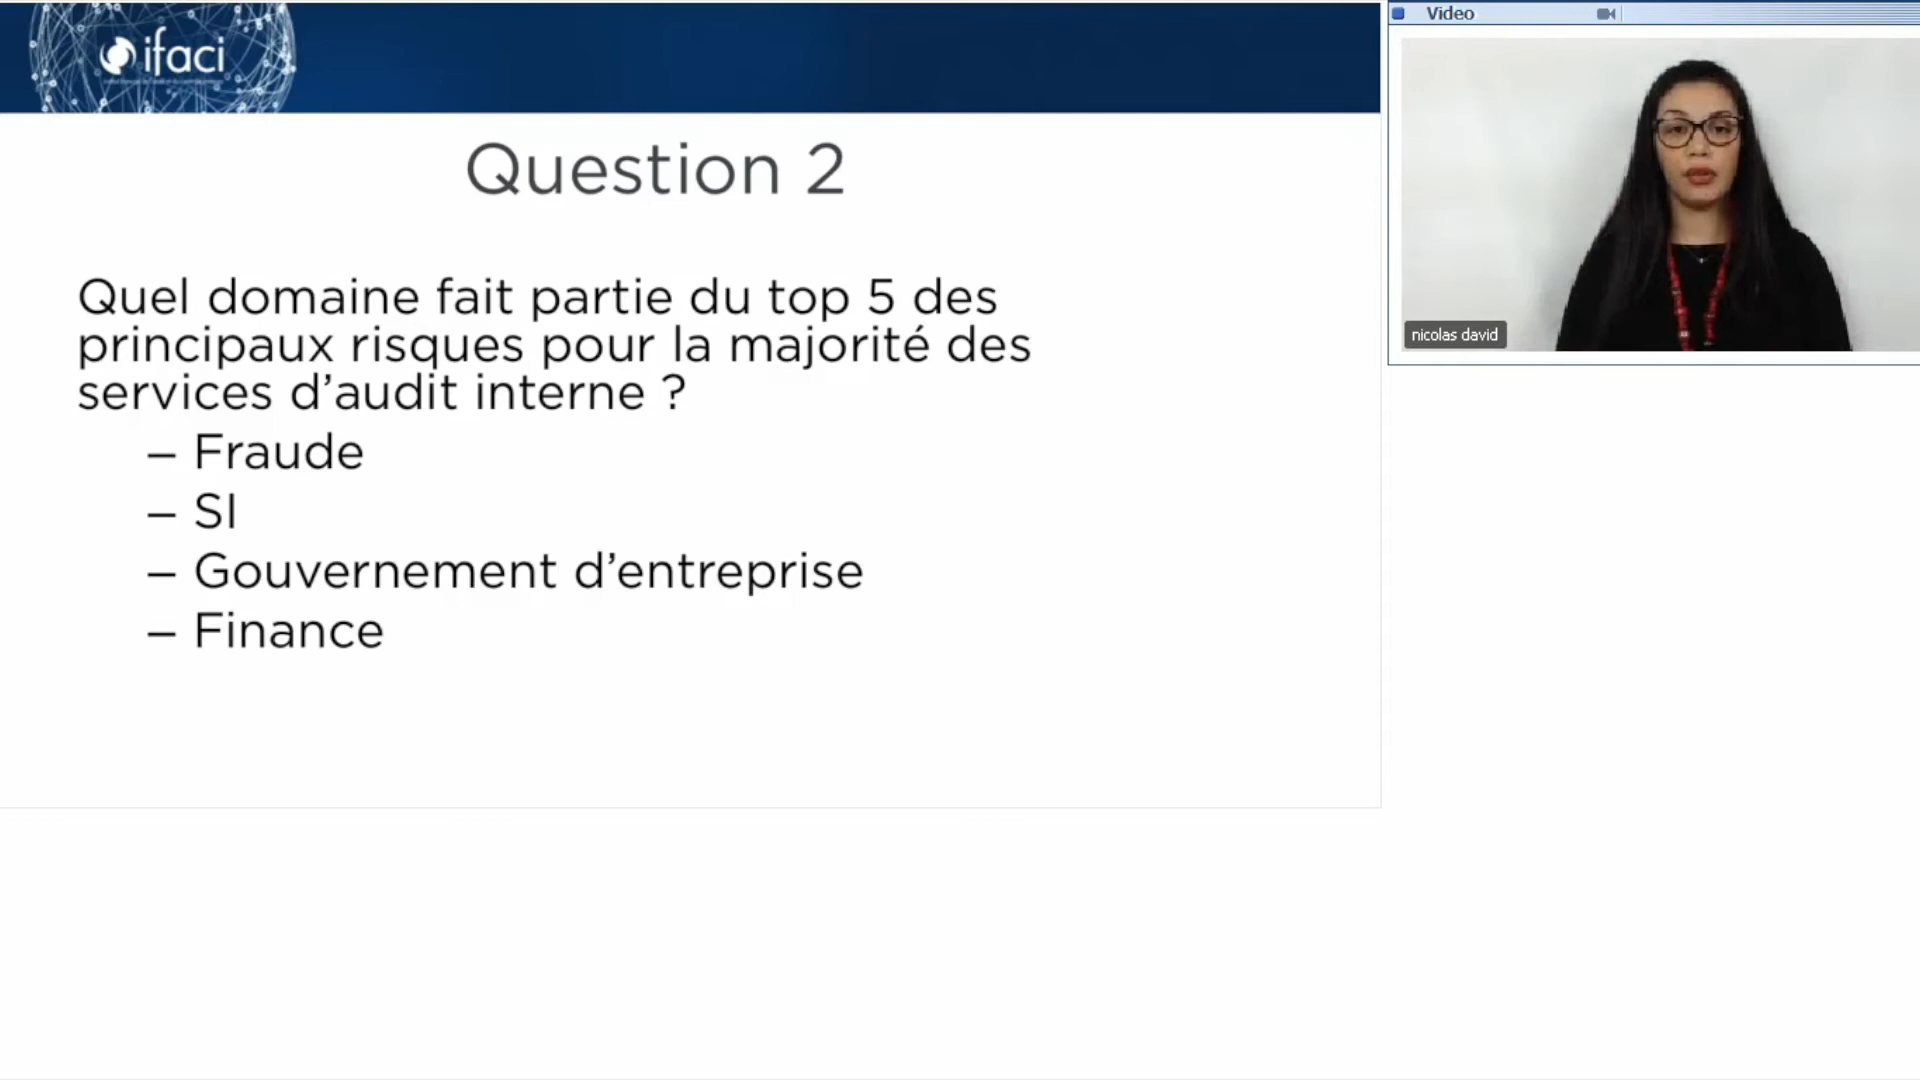 ifaci
Question 2
Quel domaine fait partie du top 5 des
principaux risques pour la majorité des
services d’audit interne ?
– Fraude
– SI
– Gouvernement d’entreprise
– Finance
Video
nicolas david